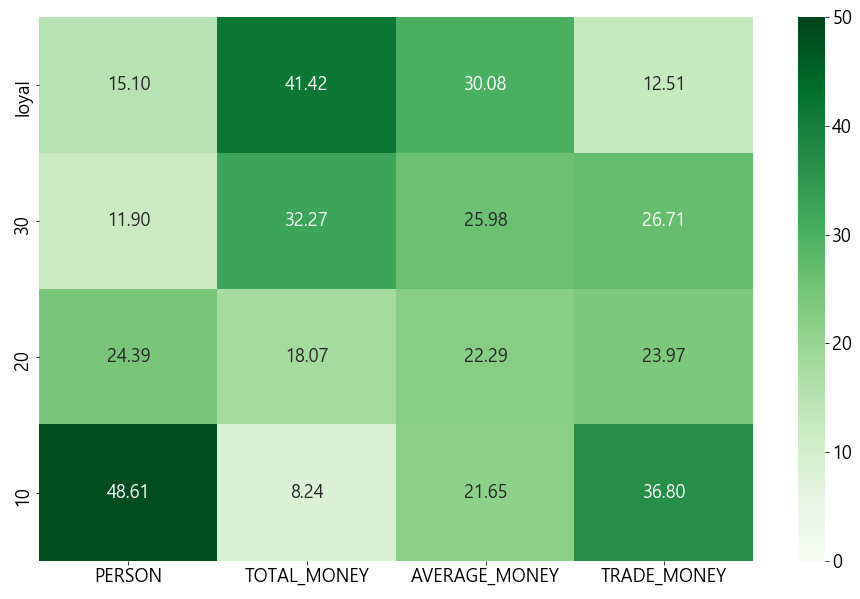 loyal 15.10 41.42 30.08 12.51
30 11.90 32.27 25.98 26.71
20 24.39 18.07 22.29 23.97
10 48.61 8.24 21.65 36.80
PERSON TOTAL_MONEY AVERAGE_MONEY TRADE_MONEY
50
40
30
20
10
0